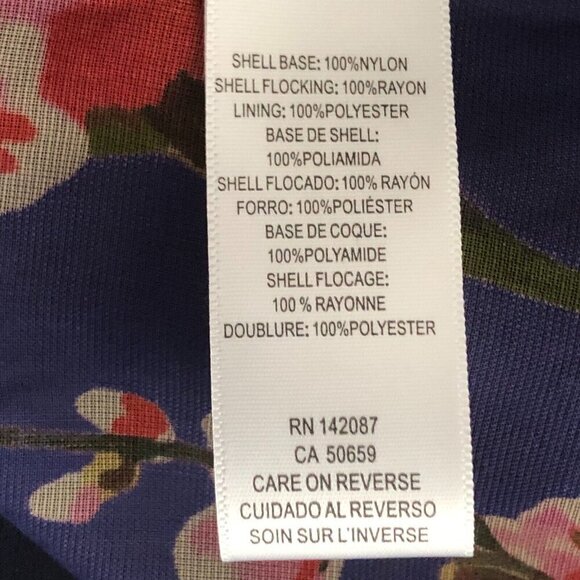 SHELL BASE: 100%NYLON
SHELL FLOCKING: 100%RAYON
LINING: 100%POLYESTER
BASE DE SHELL:
100%POLIAMIDA
SHELL FLOCADO: 100% RAYÓN
FORRO: 100%POLIÉSTER
BASE DE COQUE:
100%POLYAMIDE
SHELL FLOCAGE:
100% RAYONNE
DOUBLURE: 100%POLYESTER
RN 142087
CA 50659
CARE ON REVERSE
CUIDADO AL REVERSO
SOIN SUR L'INVERSE